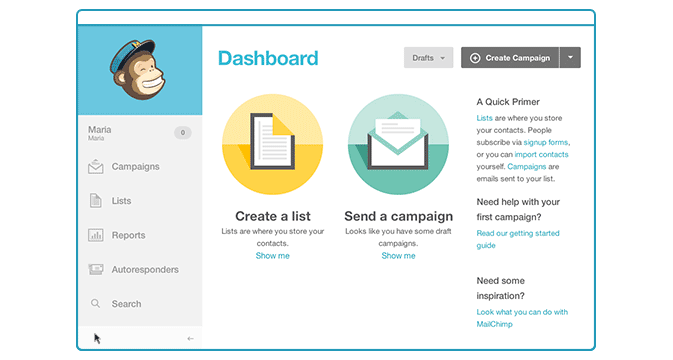 Dashboard
Drafts
Create Campaign
Maria
Maria
0
Campaigns
Lists
Reports
Autoresponders
Search
Create a list
Lists are where you store your
contacts.
Show me
Send a campaign
Looks like you have some draft
campaigns.
Show me
A Quick Primer
Lists are where you store
your contacts. People
subscribe via signup forms,
or you can import contacts
yourself. Campaigns are
emails sent to your list.
Need help with your
first campaign?
Read our getting started
guide
Need some
inspiration?
Look what you can do with
MailChimp